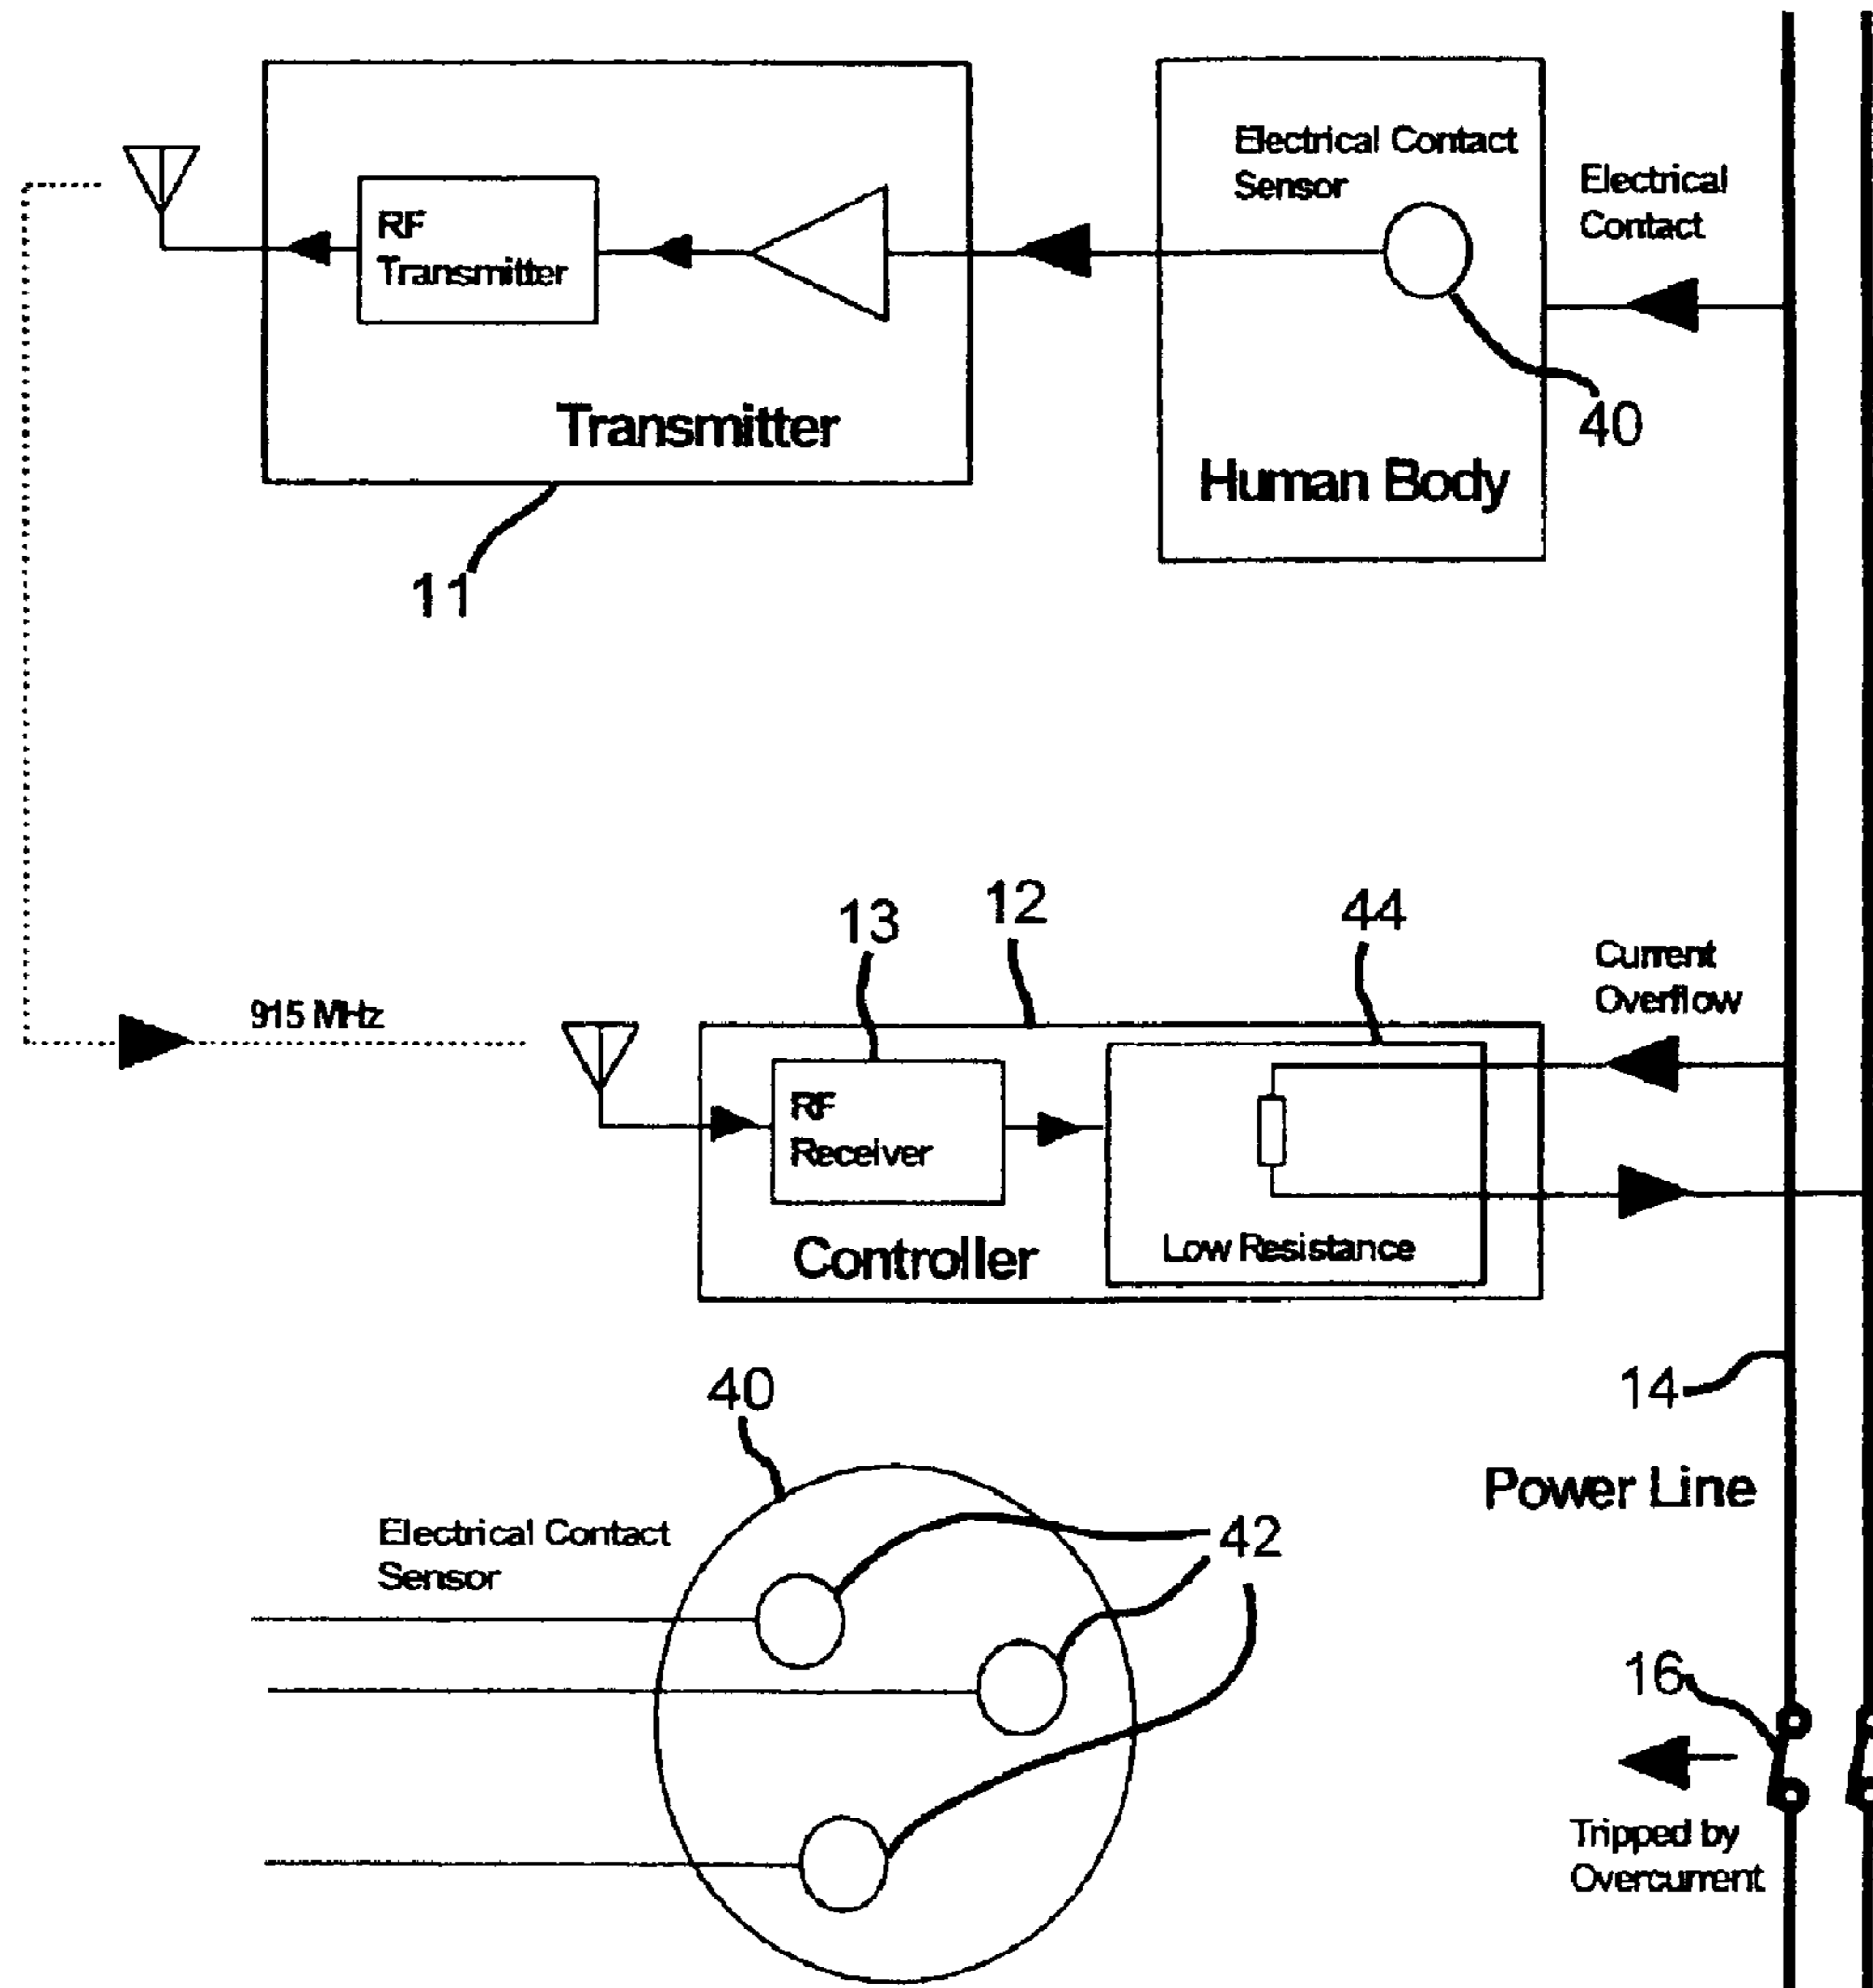 Electrical Contact
Sensor
Electrical
Contact
RF
Transmitter
Transmitter
40
Human Body
11
13
12
44
Current
Overflow
915 MHz
RF
Receiver
Controller
Low Resistance
14
40
Power Line
Electrical Contact
Sensor
42
16
Tripped by
Overcurrent